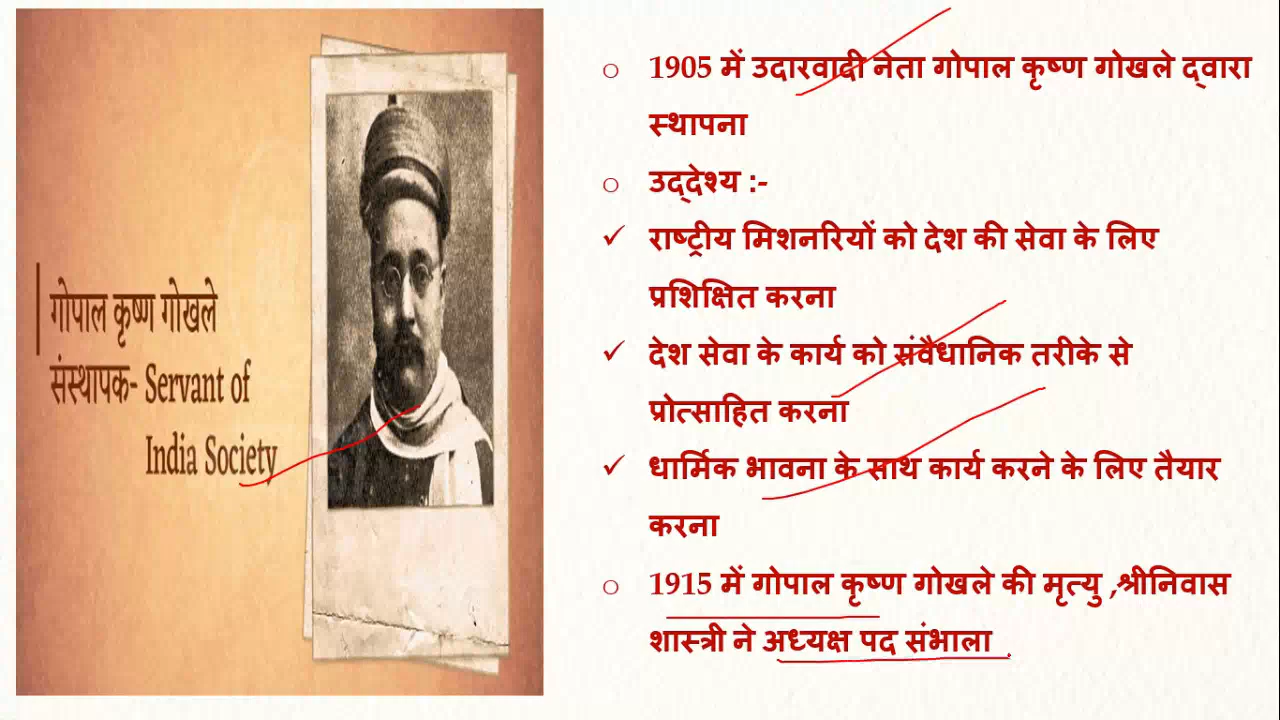 गोपाल कृष्ण गोखले
संस्थापक- Servant of
India Society
1905 में उदारवादी नेता गोपाल कृष्ण गोखले द्वारा
स्थापना
उद्देश्य :-
राष्ट्रीय मिशनरियों को देश की सेवा के लिए
प्रशिक्षित करना
देश सेवा के कार्य को संवैधानिक तरीके से
प्रोत्साहित करना
धार्मिक भावना के साथ कार्य करने के लिए तैयार
करना
1915 में गोपाल कृष्ण गोखले की मृत्यु ,श्रीनिवास
शास्त्री ने अध्यक्ष पद संभाला